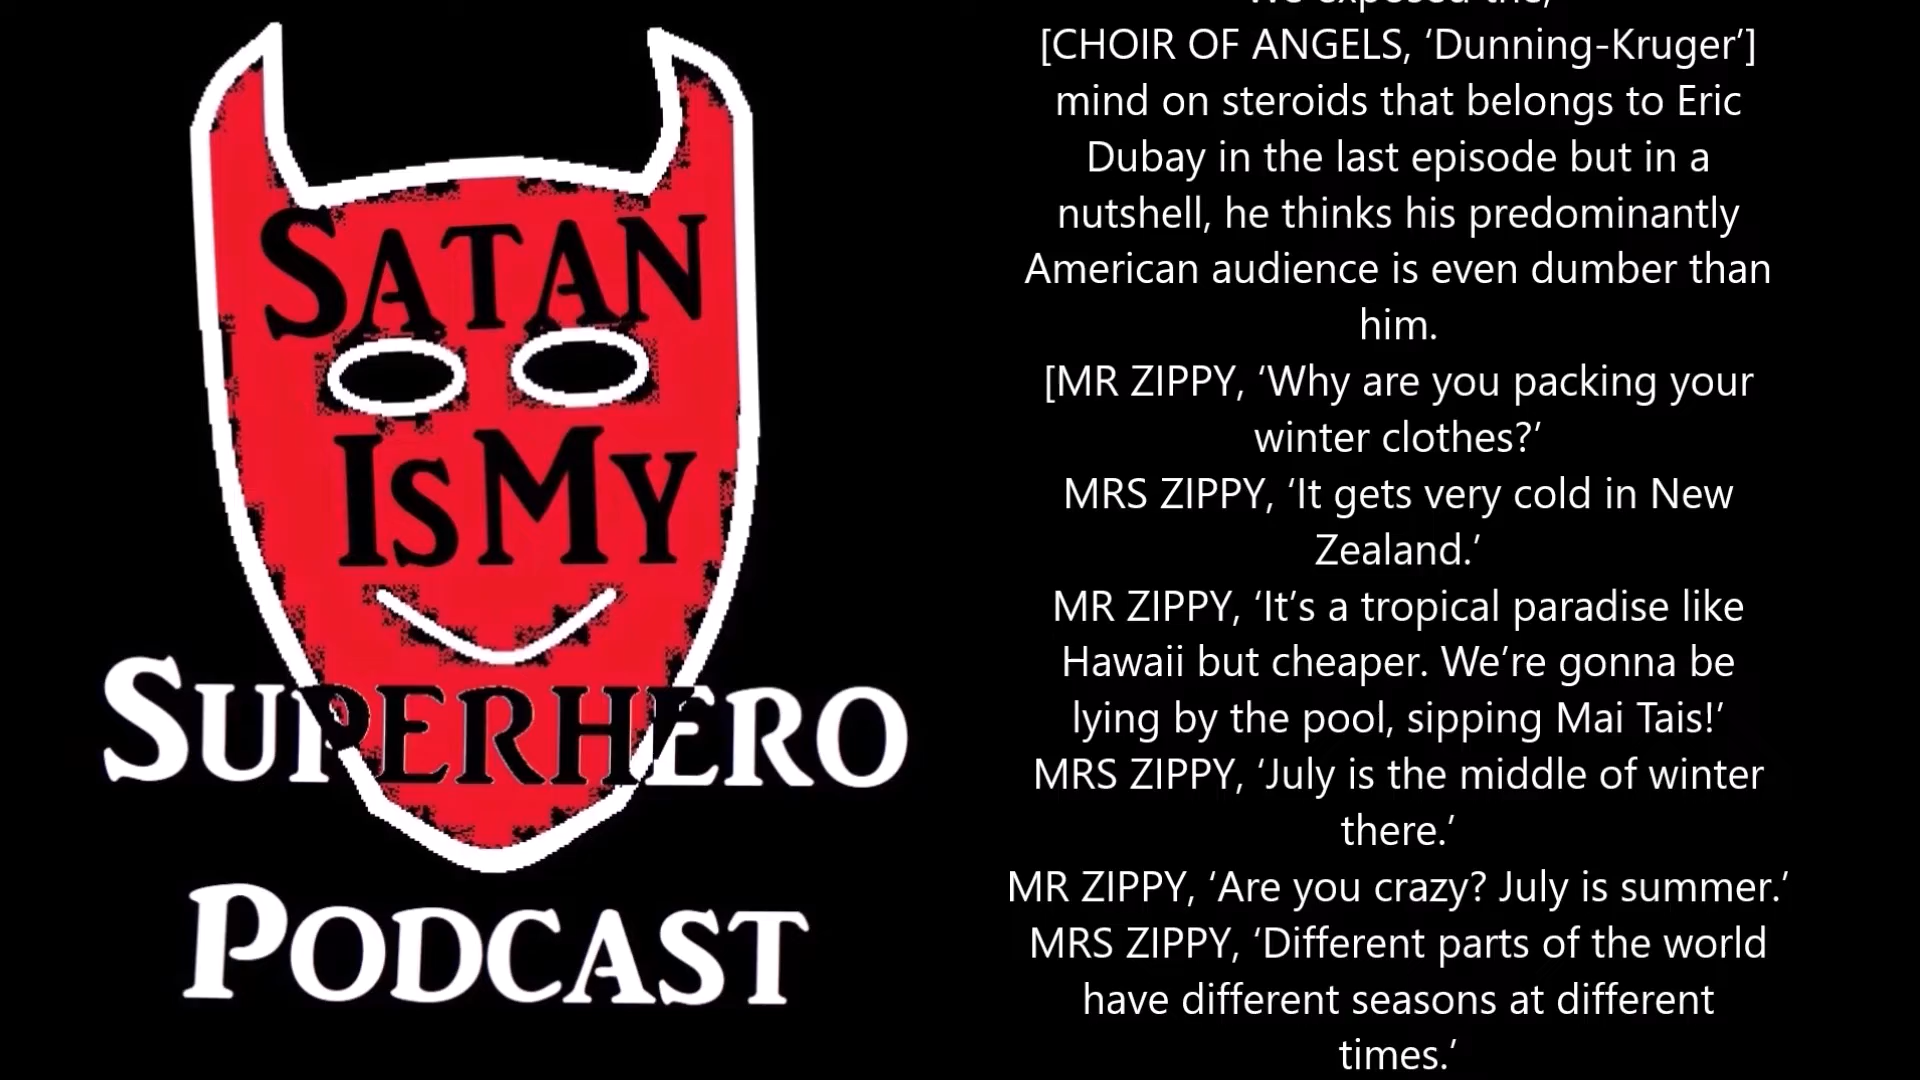 SATAN
IS MY
SUPERHERO
PODCAST
We exposed the,
[CHOIR OF ANGELS, ‘Dunning-Kruger’]
mind on steroids that belongs to Eric
Dubay in the last episode but in a
nutshell, he thinks his predominantly
American audience is even dumber than
him.
[MR ZIPPY, ‘Why are you packing your
winter clothes?’
MRS ZIPPY, ‘It gets very cold in New
Zealand.’
MR ZIPPY, ‘It’s a tropical paradise like
Hawaii but cheaper. We’re gonna be
lying by the pool, sipping Mai Tais!’
MRS ZIPPY, ‘July is the middle of winter
there.’
MR ZIPPY, ‘Are you crazy? July is summer.’
MRS ZIPPY, ‘Different parts of the world
have different seasons at different
times.’